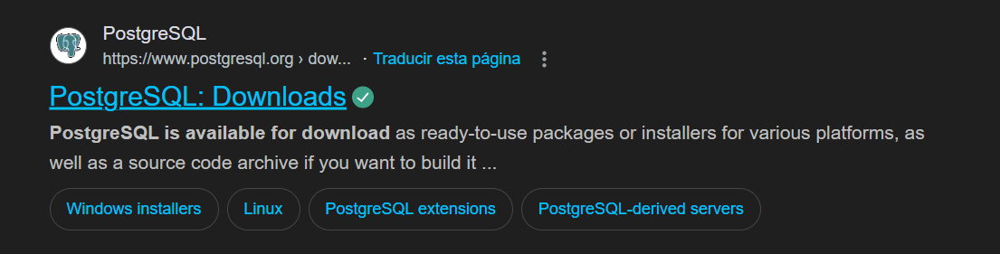 PostgreSQL
https://www.postgresql.org › dow... · Traducir esta página
PostgreSQL: Downloads
PostgreSQL is available for download as ready-to-use packages or installers for various platforms, as
well as a source code archive if you want to build it ...
Windows installers
Linux
PostgreSQL extensions
PostgreSQL-derived servers